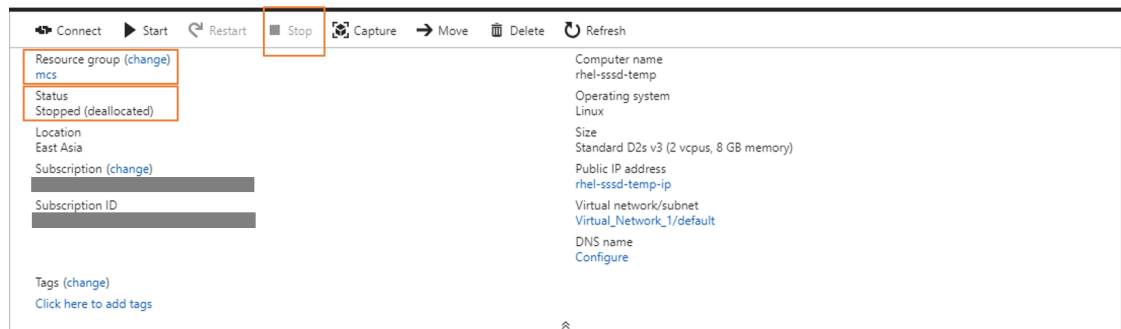 Connect Start Restart Stop Capture Move Delete Refresh
Resource group (change)
mcs
Status
Stopped (deallocated)
Location
East Asia
Subscription (change)
Subscription ID
Tags (change)
Click here to add tags
Computer name
rhel-sssd-temp
Operating system
Linux
Size
Standard D2s v3 (2 vcpus, 8 GB memory)
Public IP address
rhel-sssd-temp-ip
Virtual network/subnet
Virtual_Network_1/default
DNS name
Configure